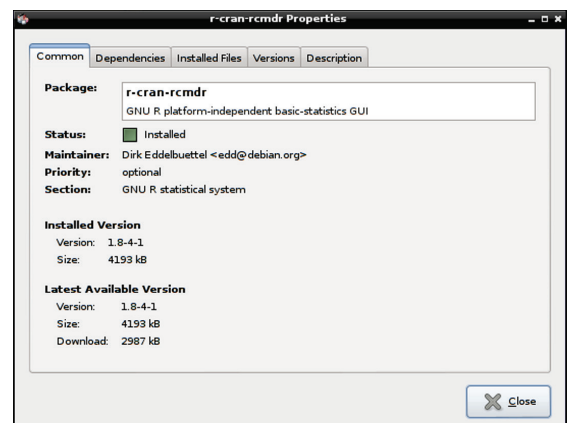 r-cran-rcmdr Properties
Common Dependencies Installed Files Versions Description
Package: r-cran-rcmdr
GNU R platform-independent basic-statistics GUI
Status: Installed
Maintainer: Dirk Eddelbuettel <edd@debian.org>
Priority: optional
Section: GNU R statistical system
Installed Version
Version: 1.8-4-1
Size: 4193 kB
Latest Available Version
Version: 1.8-4-1
Size: 4193 kB
Download: 2987 kB
Close